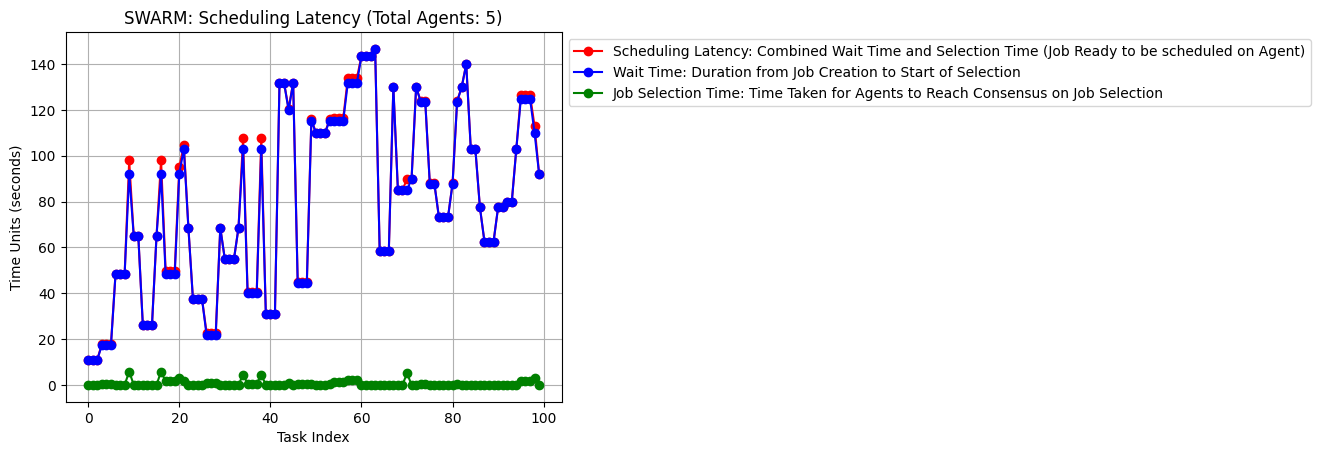 SWARM: Scheduling Latency (Total Agents: 5)
Scheduling Latency: Combined Wait Time and Selection Time (Job Ready to be scheduled on Agent)
Wait Time: Duration from Job Creation to Start of Selection
Job Selection Time: Time Taken for Agents to Reach Consensus on Job Selection
Time Units (seconds)
140
120
100
80
60
40
20
0
0 20 40 60 80 100
Task Index